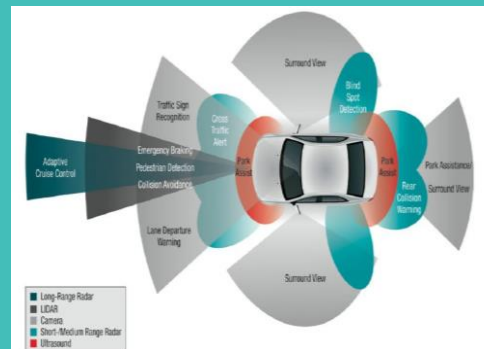 Surround View
Traffic Sign
Recognition
Cross
Traffic
Alert
Blind
Spot
Detection
Adaptive
Cruise Control
Emergency Braking
Pedestrian Detection
Collision Avoidance
Park
Assist
Park
Assist
Park Assistance/
Surround View
Rear
Collision
Warning
Lane Departure
Warning
Surround View
Long-Range Radar
LIDAR
Camera
Short-/Medium Range Radar
Ultrasound